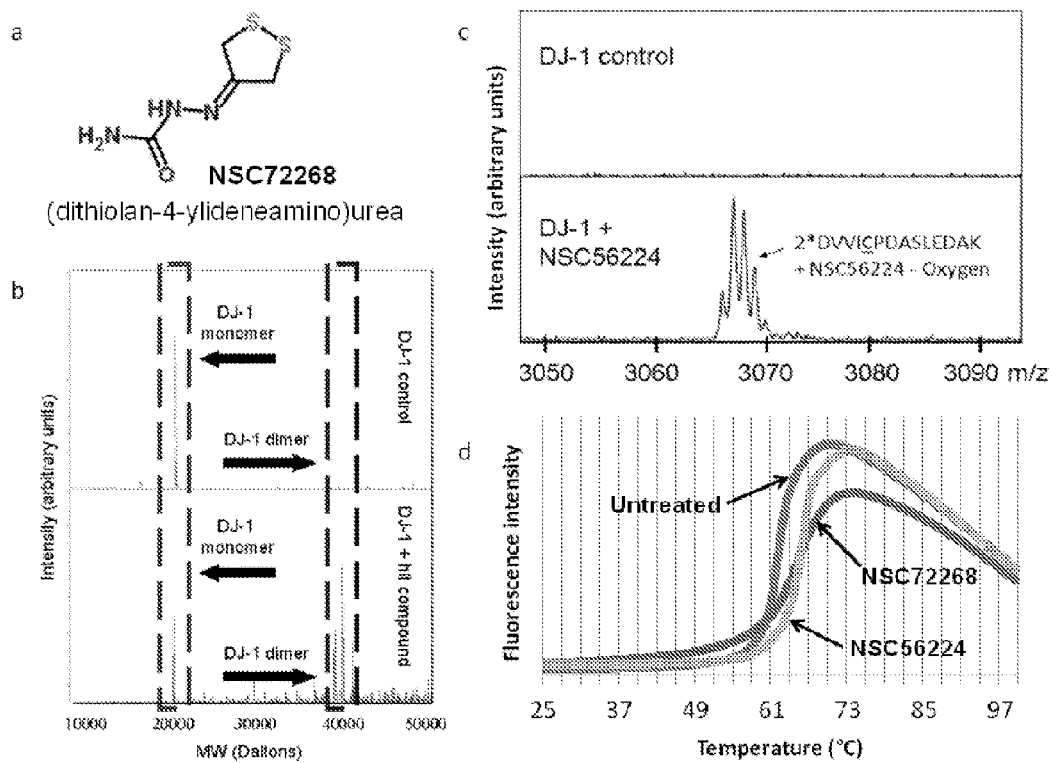 a
S
S
HN
N
H₂N
O
NSC72268
(dithiolan-4-ylideneamino)urea
b
Intensity (arbitrary units)
DJ-1
monomer
DJ-1 dimer
DJ-1 control
DJ-1
monomer
DJ-1 dimer
DJ-1 + hit compound
10000 20000 30000 40000 50000
MW (Daltons)
c
Intensity (arbitrary units)
DJ-1 control
DJ-1 +
NSC56224
2*DVVICPDASLEDAK
+ NSC56224 - Oxygen
3050 3060 3070 3080 3090 m/z
d
Fluorescence intensity
Untreated
NSC72268
NSC56224
25 37 49 61 73 85 97
Temperature (°C)